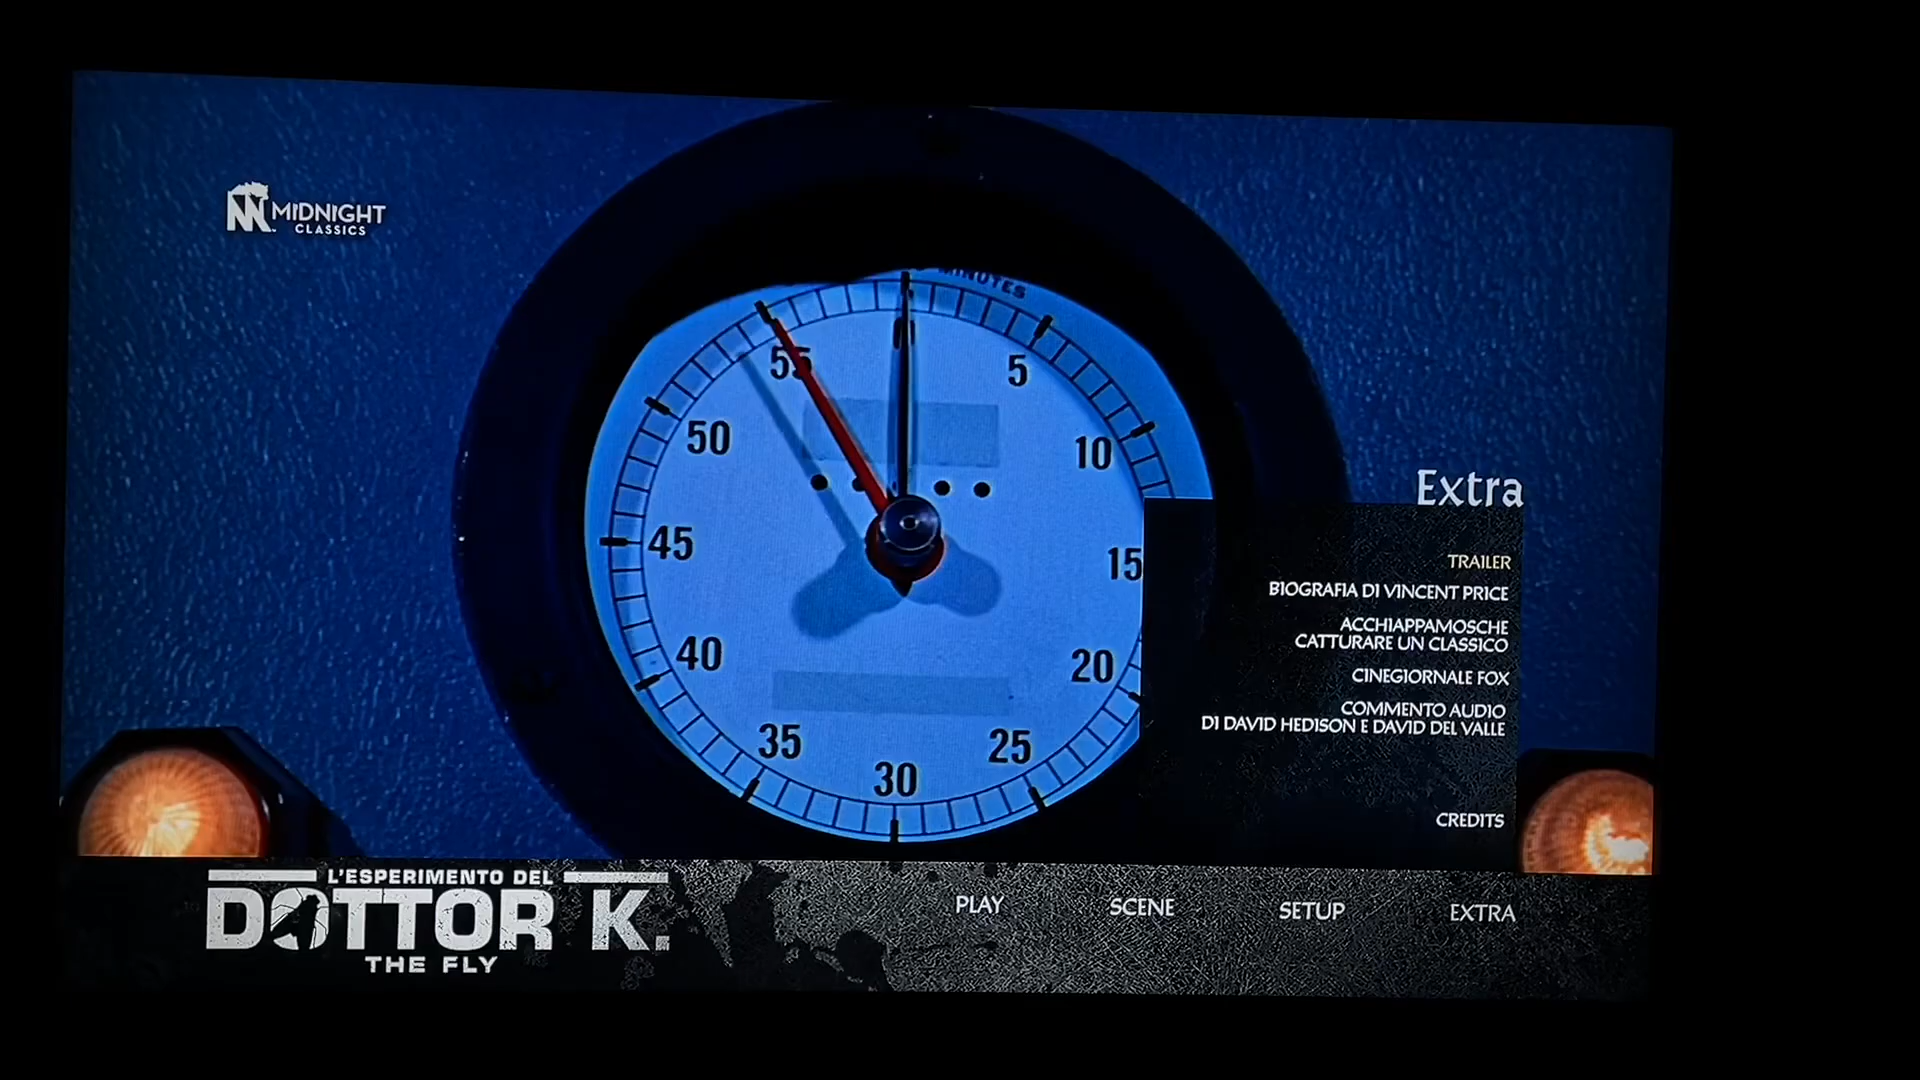 MIDNIGHT
CLASSICS
MINUTES
0
5
10
15
20
25
30
35
40
45
50
55
Extra
TRAILER
BIOGRAFIA DI VINCENT PRICE
ACCHIAPPAMOSCHE
CATTURARE UN CLASSICO
CINEGIORNALE FOX
COMMENTO AUDIO
DI DAVID HEDISON E DAVID DEL VALLE
CREDITS
L'ESPERIMENTO DEL
DOTTOR K.
THE FLY
PLAY
SCENE
SETUP
EXTRA